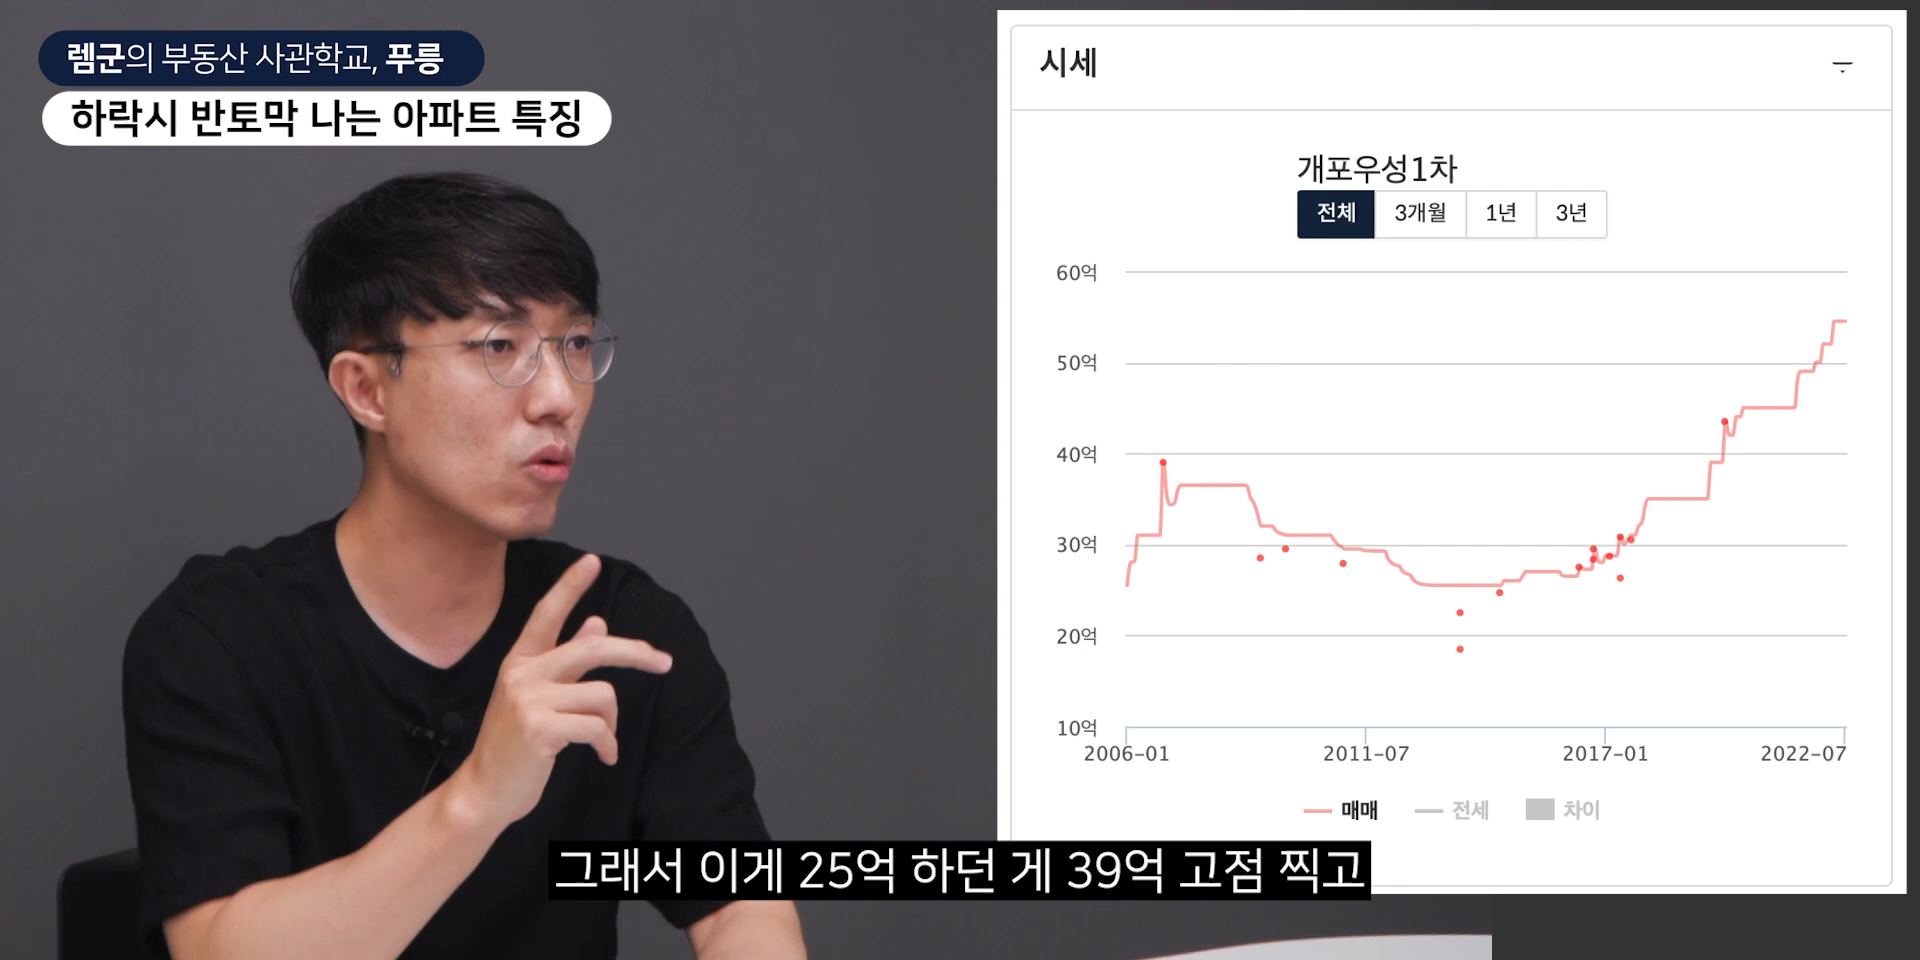 렘군의 부동산 사관학교, 푸릉
하락시 반토막 나는 아파트 특징
시세
개포우성1차
전체 3개월 1년 3년
60억
50억
40억
30억
20억
10억
2006-01 2011-07 2017-01 2022-07
매매 전세 차이
그래서 이게 25억 하던 게 39억 고점 찍고